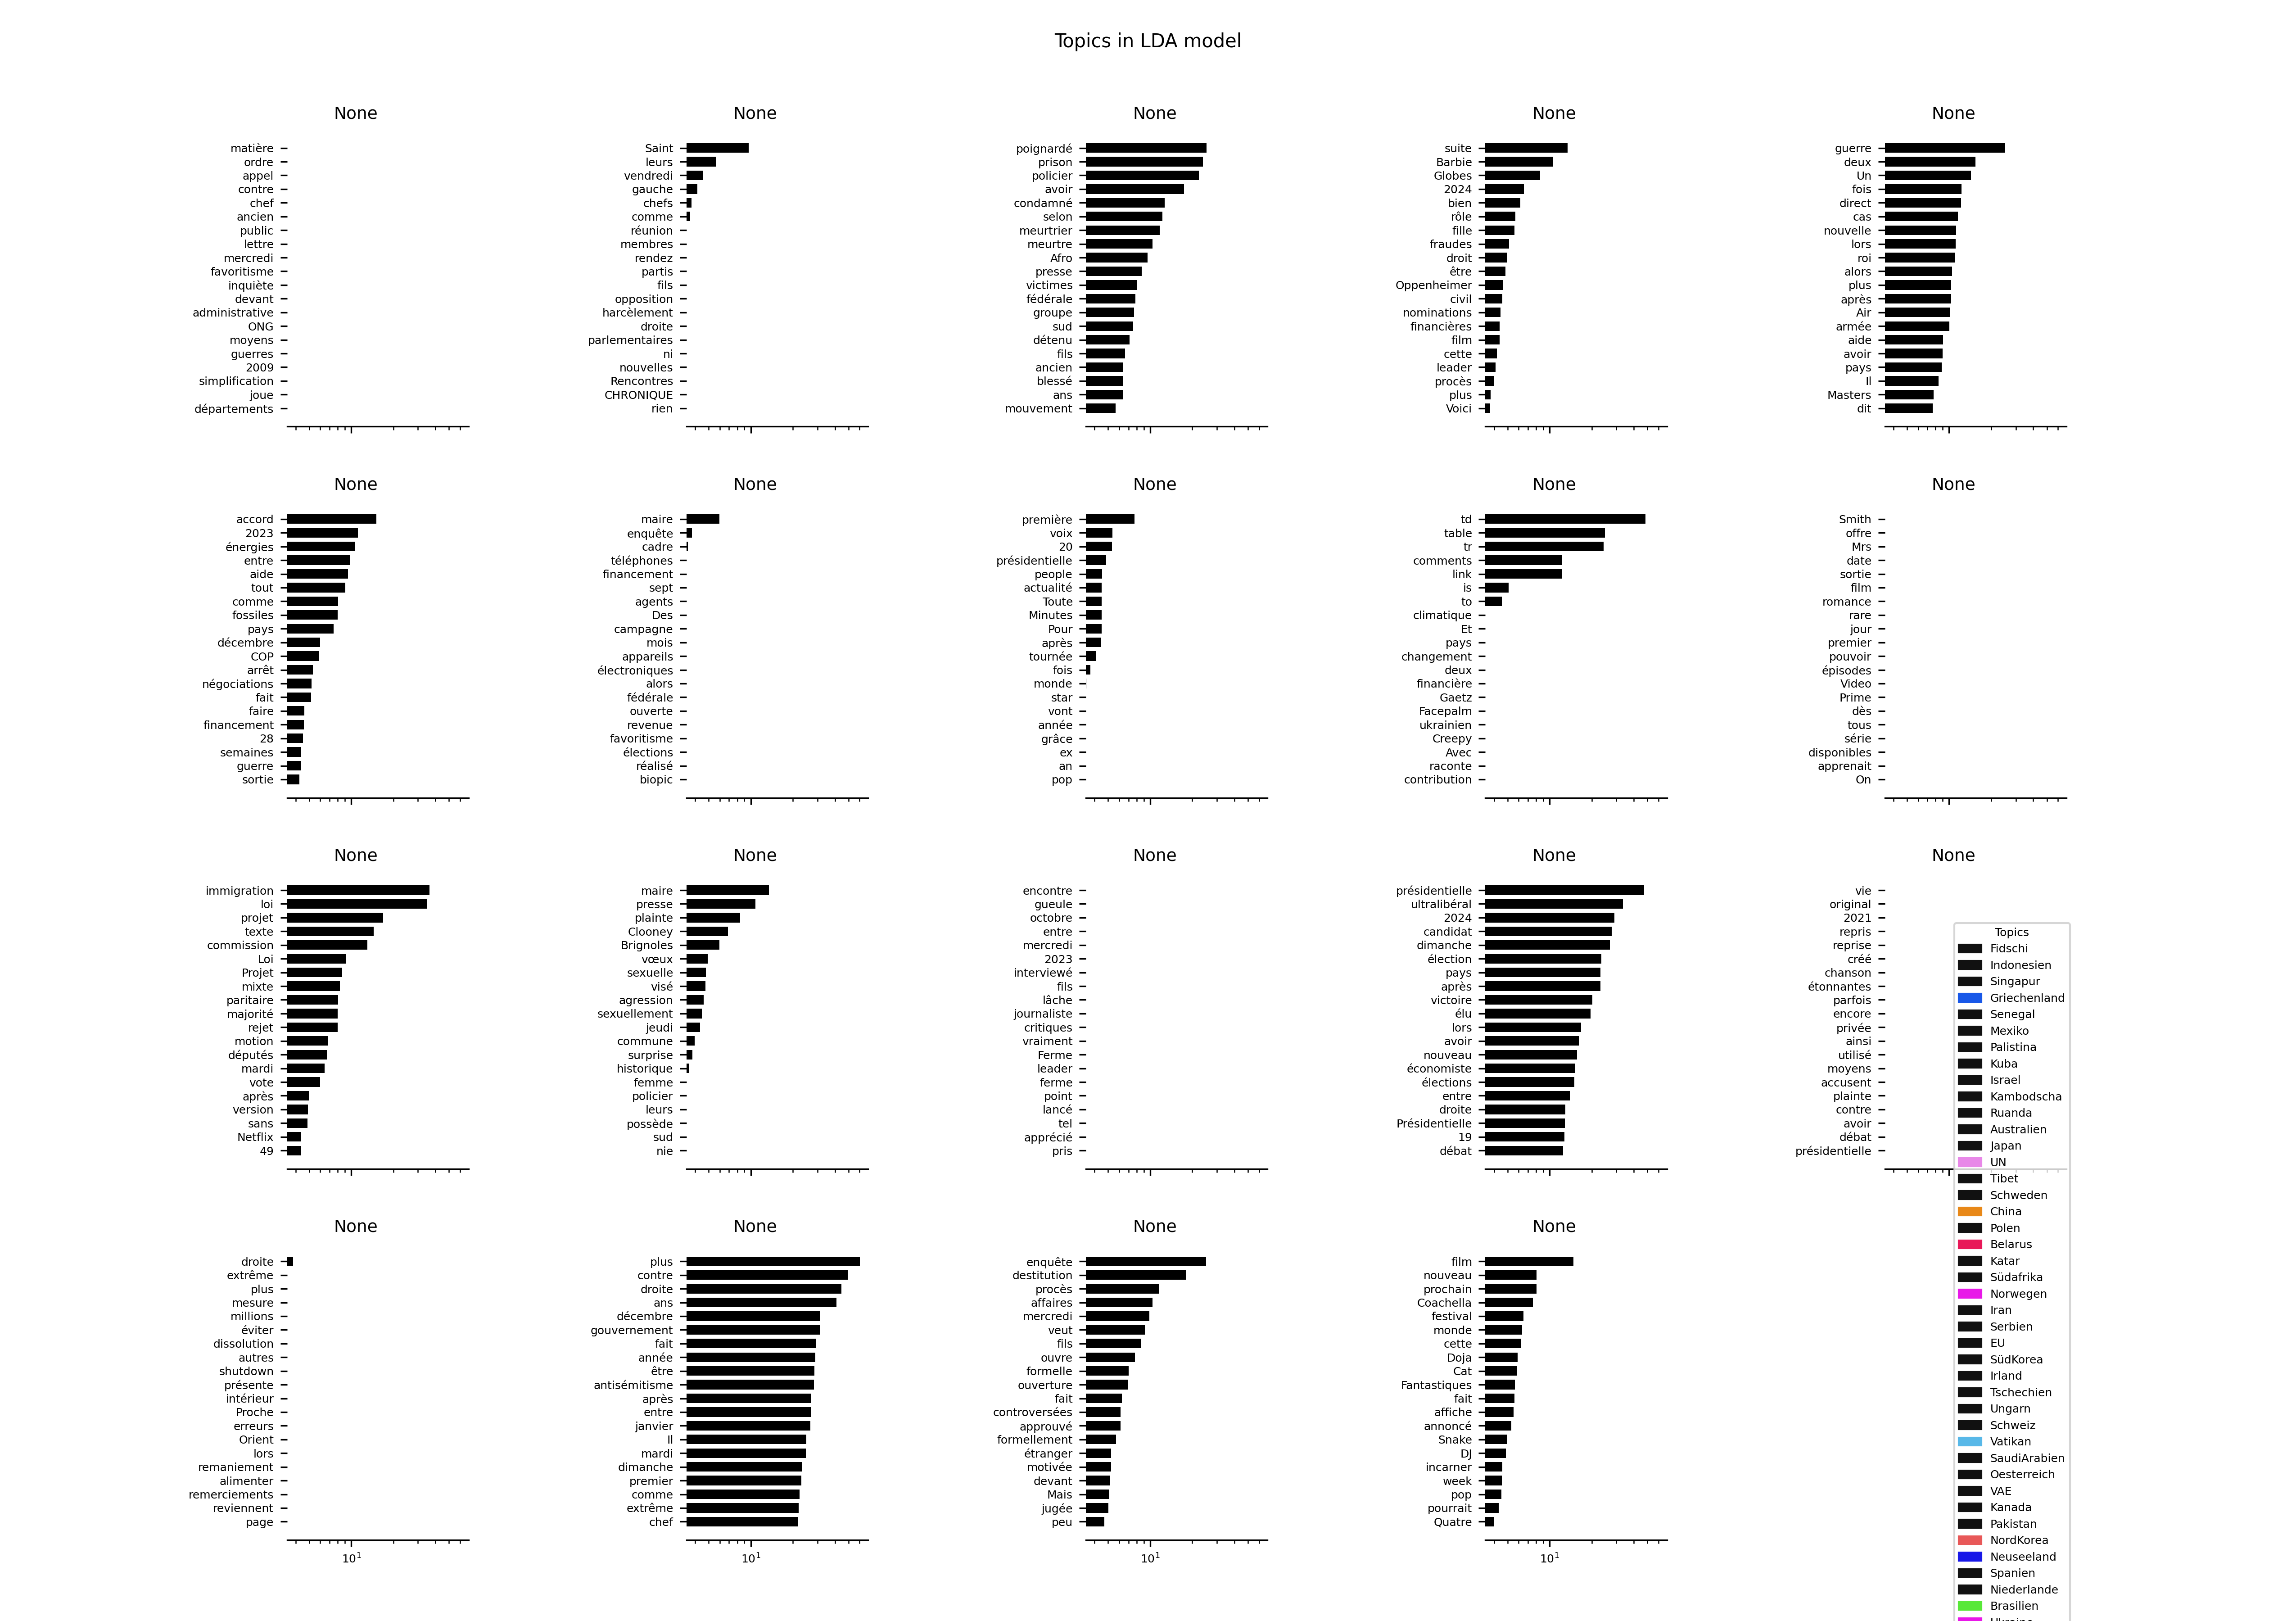 Topics in LDA model
None
matière
ordre
appel
contre
chef
ancien
public
lettre
mercredi
favoritisme
inquiète
devant
administrative
ONG
moyens
guerres
2009
simplification
joue
départements
None
Saint
leurs
vendredi
gauche
chefs
comme
réunion
membres
rendez
partis
fils
opposition
harcèlement
droite
parlementaires
ni
nouvelles
Rencontres
CHRONIQUE
rien
None
poignardé
prison
policier
avoir
condamné
selon
meurtrier
meurtre
Afro
presse
victimes
fédérale
groupe
sud
détenu
fils
ancien
blessé
ans
mouvement
None
suite
Barbie
Globes
2024
bien
rôle
fille
fraudes
droit
être
Oppenheimer
civil
nominations
financières
film
cette
leader
procès
plus
Voici
None
guerre
deux
Un
fois
direct
cas
nouvelle
lors
roi
alors
plus
après
Air
armée
aide
avoir
pays
Il
Masters
dit
None
accord
2023
énergies
entre
aide
tout
comme
fossiles
pays
décembre
COP
arrêt
négociations
fait
faire
financement
28
semaines
guerre
sortie
None
maire
enquête
cadre
téléphones
financement
sept
agents
Des
campagne
mois
appareils
électroniques
alors
fédérale
ouverte
revenue
favoritisme
élections
réalisé
biopic
None
première
voix
20
présidentielle
people
actualité
Toute
Minutes
Pour
après
tournée
fois
monde
star
vont
année
grâce
ex
an
pop
None
td
table
tr
comments
link
is
to
climatique
Et
pays
changement
deux
financière
Gaetz
Facepalm
ukrainien
Creepy
Avec
raconte
contribution
None
Smith
offre
Mrs
date
sortie
film
romance
rare
jour
premier
pouvoir
épisodes
Video
Prime
dès
tous
série
disponibles
apprenait
On
None
immigration
loi
projet
texte
commission
Loi
Projet
mixte
paritaire
majorité
rejet
motion
députés
mardi
vote
après
version
sans
Netflix
49
None
maire
presse
plainte
Clooney
Brignoles
vœux
sexuelle
visé
agression
sexuellement
jeudi
commune
surprise
historique
femme
policier
leurs
possède
sud
nie
None
encontre
gueule
octobre
entre
mercredi
2023
interviewé
fils
lâche
journaliste
critiques
vraiment
Ferme
leader
ferme
point
lancé
tel
apprécié
pris
None
présidentielle
ultralibéral
2024
candidat
dimanche
élection
pays
après
victoire
élu
lors
avoir
nouveau
économiste
élections
entre
droite
Présidentielle
19
débat
None
vie
original
2021
repris
reprise
créé
chanson
étonnantes
parfois
encore
privée
ainsi
utilisé
moyens
accusent
plainte
contre
avoir
débat
présidentielle
None
droite
extrême
plus
mesure
millions
éviter
dissolution
autres
shutdown
présente
intérieur
Proche
erreurs
Orient
lors
remaniement
alimenter
remerciements
reviennent
page
10¹
None
plus
contre
droite
ans
décembre
gouvernement
fait
année
être
antisémitisme
après
entre
janvier
Il
mardi
dimanche
premier
comme
extrême
chef
10¹
None
enquête
destitution
procès
affaires
mercredi
veut
fils
ouvre
formelle
ouverture
fait
controversées
approuvé
formellement
étranger
motivée
devant
Mais
jugée
peu
10¹
None
film
nouveau
prochain
Coachella
festival
monde
cette
Doja
Cat
Fantastiques
fait
affiche
annoncé
Snake
DJ
incarner
week
pop
pourrait
Quatre
10¹
Topics
Fidschi
Indonesien
Singapur
Griechenland
Senegal
Mexiko
Palistina
Kuba
Israel
Kambodscha
Ruanda
Australien
Japan
UN
Tibet
Schweden
China
Polen
Belarus
Katar
Südafrika
Norwegen
Iran
Serbien
EU
SüdKorea
Irland
Tschechien
Ungarn
Schweiz
Vatikan
SaudiArabien
Oesterreich
VAE
Kanada
Pakistan
NordKorea
Neuseeland
Spanien
Niederlande
Brasilien